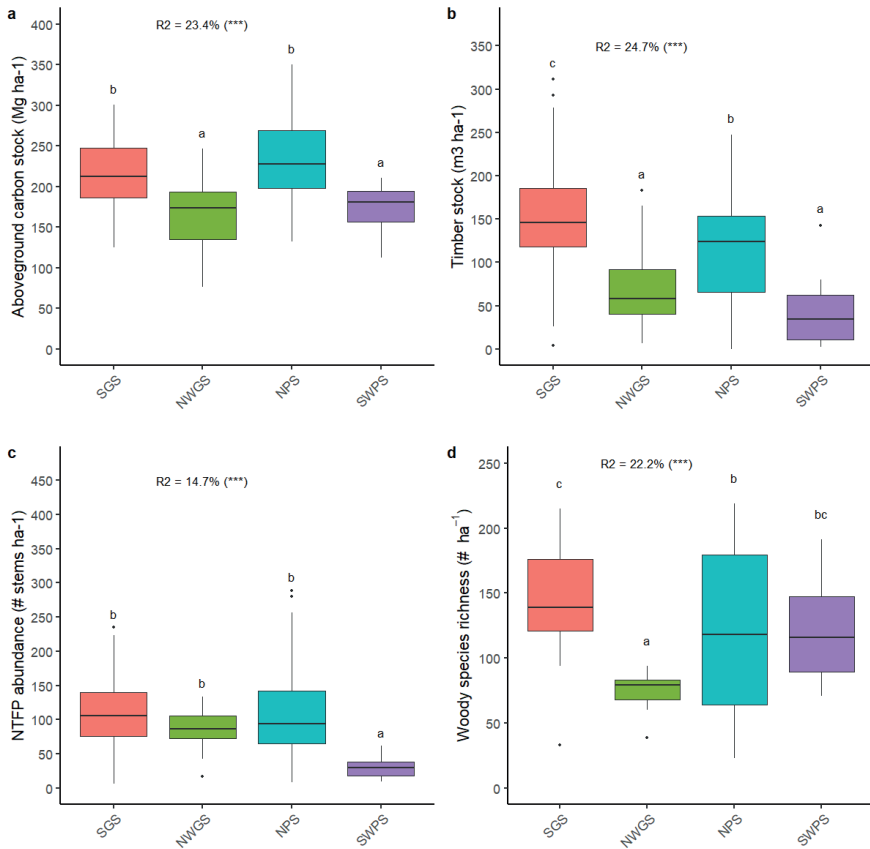 a
R2 = 23.4% (***)
Aboveground carbon stock (Mg ha-1)
400
350
300
250
200
150
100
50
0
b
a
b
a
SGS
NWGS
NPS
SWPS
b
R2 = 24.7% (***)
Timber stock (m3 ha-1)
350
300
250
200
150
100
50
0
c
a
b
a
SGS
NWGS
NPS
SWPS
c
R2 = 14.7% (***)
NTFP abundance (# stems ha-1)
450
400
350
300
250
200
150
100
50
0
b
b
b
a
SGS
NWGS
NPS
SWPS
d
R2 = 22.2% (***)
Woody species richness (# ha⁻¹)
250
200
150
100
50
0
c
a
b
bc
SGS
NWGS
NPS
SWPS